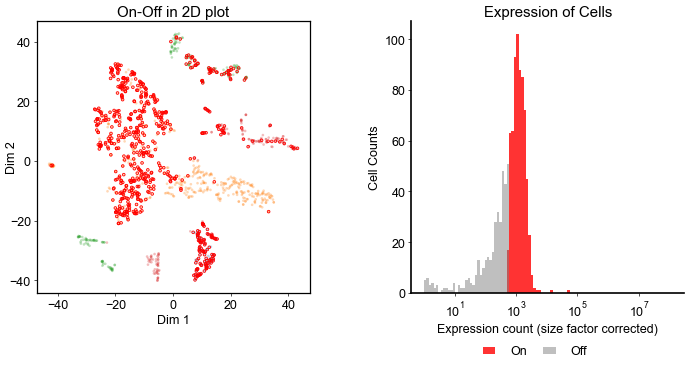 On-Off in 2D plot
Dim 2
40
20
0
−20
−40
−40 −20 0 20 40
Dim 1
Expression of Cells
Cell Counts
100
80
60
40
20
0
10^1 10^3 10^5 10^7
Expression count (size factor corrected)
On Off